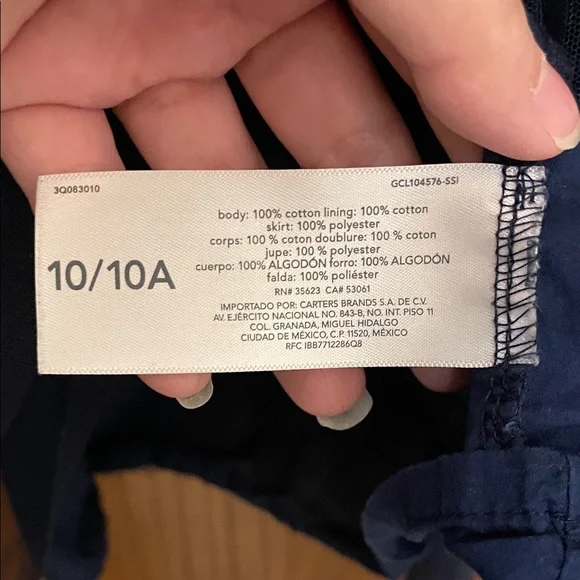 3Q083010
GCL104576-SSI
10/10A
body: 100% cotton lining: 100% cotton
skirt: 100% polyester
corps: 100 % coton doublure: 100 % coton
jupe: 100 % polyester
cuerpo: 100% ALGODÓN forro: 100% ALGODÓN
falda: 100% poliéster
RN# 35623 CA# 53061
IMPORTADO POR: CARTERS BRANDS S.A. DE C.V.
AV. EJÉRCITO NACIONAL NO. 843-B, NO. INT. PISO 11
COL. GRANADA, MIGUEL HIDALGO
CIUDAD DE MÉXICO, C.P. 11520, MÉXICO
RFC IBB7712286Q8